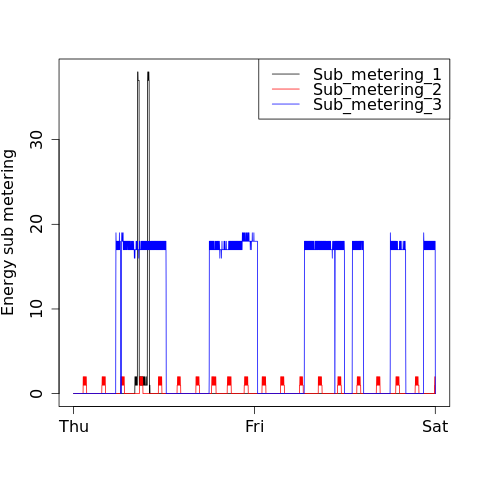 Sub_metering_1
Sub_metering_2
Sub_metering_3
Energy sub metering
30
20
10
0
Thu Fri Sat